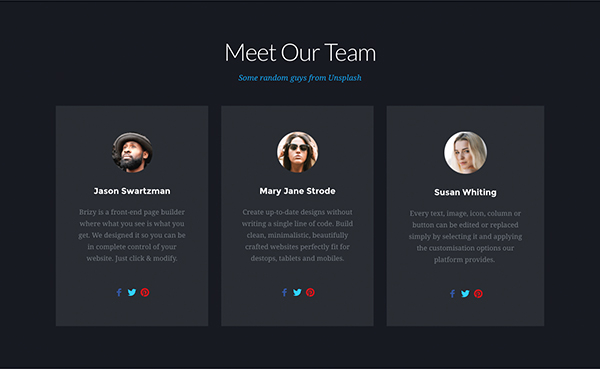 Meet Our Team
Some random guys from Unsplash
Jason Swartzman
Brizy is a front-end page builder
where what you see is what you
get. We designed it so you can be
in complete control of your
website. Just click & modify.
Mary Jane Strode
Create up-to-date designs without
writing a single line of code. Build
clean, minimalistic, beautifully
crafted websites perfectly fit for
destops, tablets and mobiles.
Susan Whiting
Every text, image, icon, column or
button can be edited or replaced
simply by selecting it and applying
the customisation options our
platform provides.